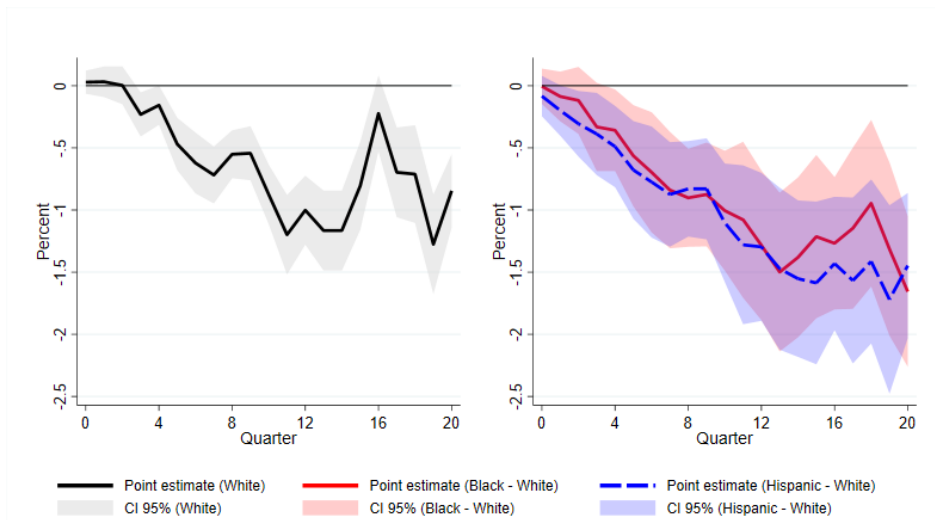 0
-.5
-1
-1.5
-2
-2.5
Percent
0 4 8 12 16 20
Quarter
0
-.5
-1
-1.5
-2
-2.5
Percent
0 4 8 12 16 20
Quarter
Point estimate (White) Point estimate (Black - White) Point estimate (Hispanic - White)
CI 95% (White) CI 95% (Black - White) CI 95% (Hispanic - White)